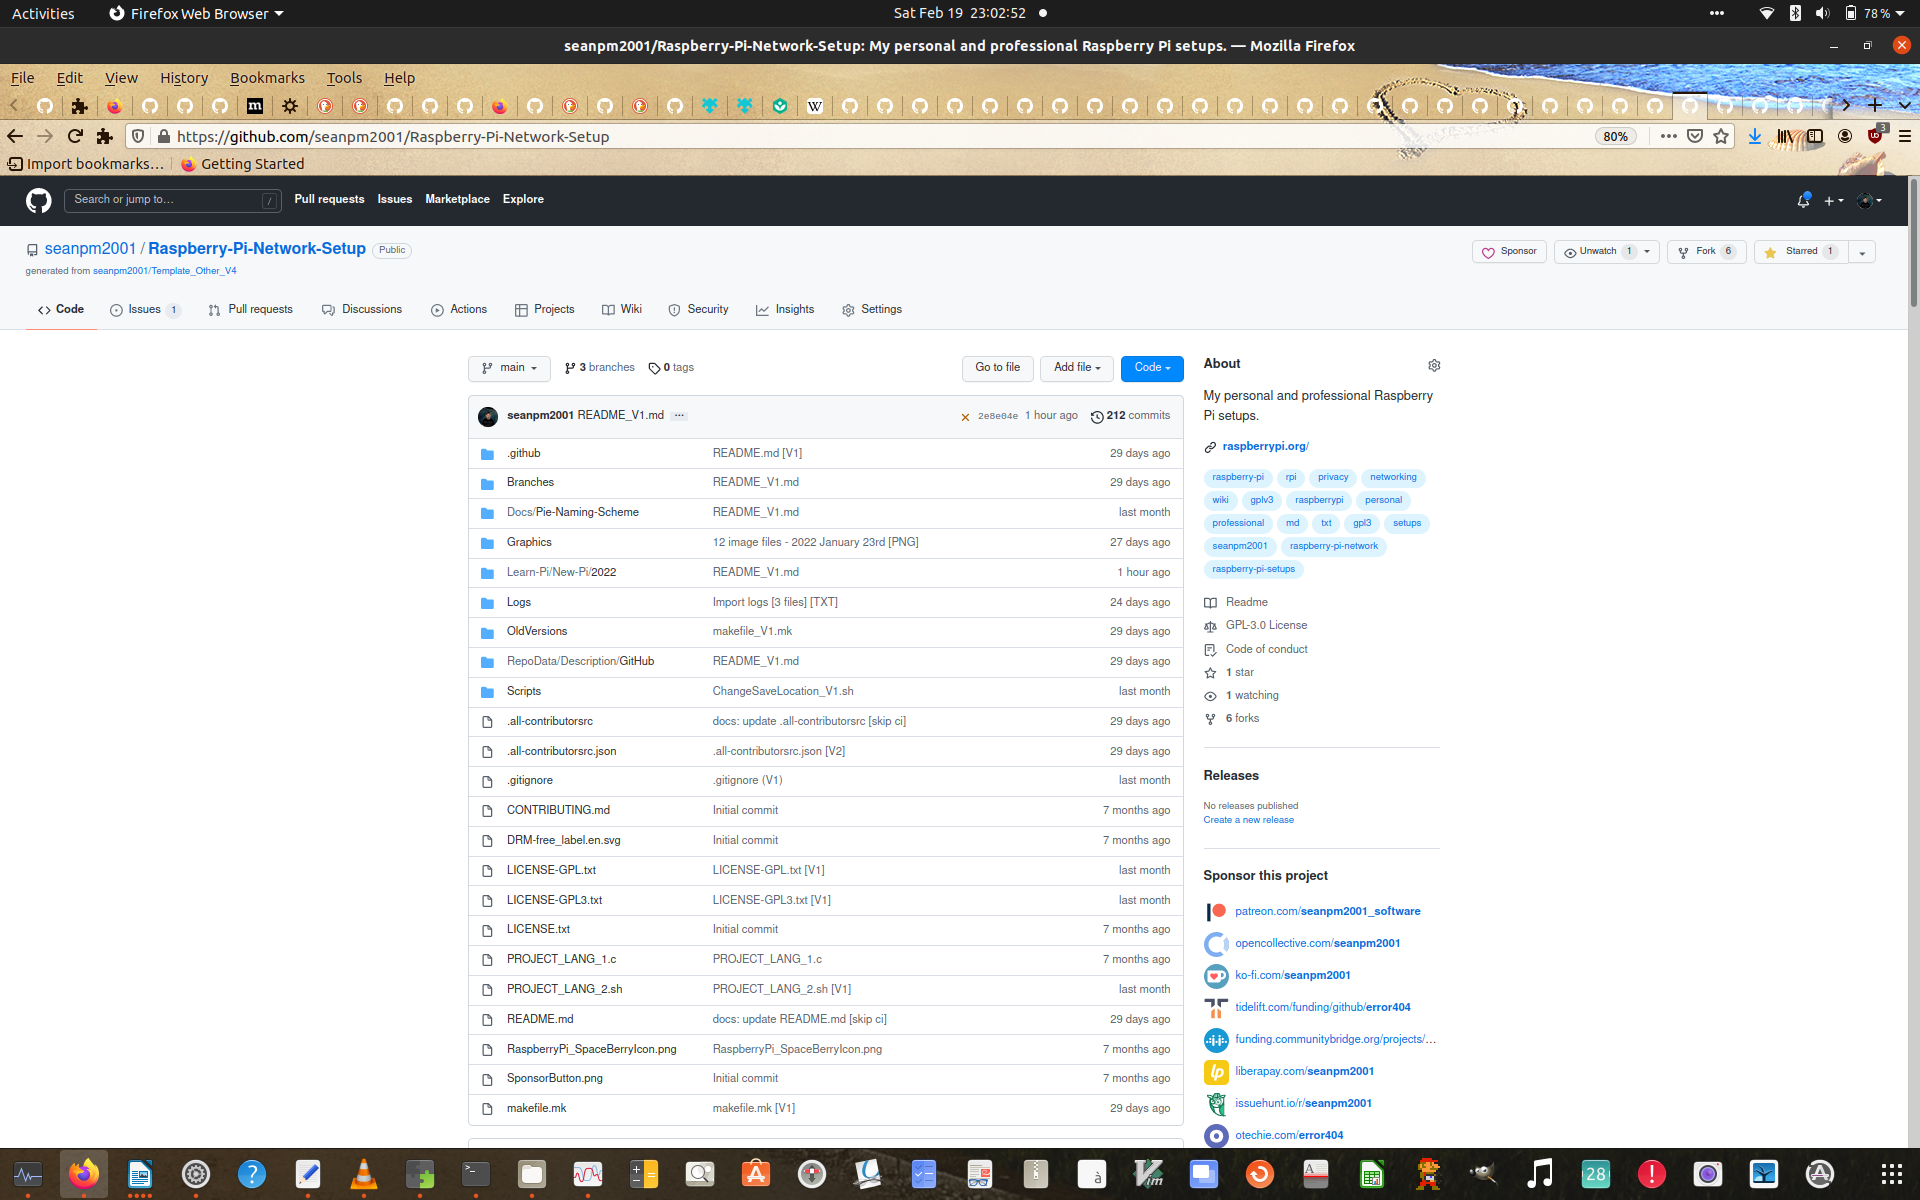 Activities Firefox Web Browser Sat Feb 19 23:02:52 78 %
seanpm2001/Raspberry-Pi-Network-Setup: My personal and professional Raspberry Pi setups. — Mozilla Firefox
File Edit View History Bookmarks Tools Help
https://github.com/seanpm2001/Raspberry-Pi-Network-Setup 80% 3
Import bookmarks... Getting Started
Search or jump to... / Pull requests Issues Marketplace Explore
seanpm2001 / Raspberry-Pi-Network-Setup Public
Sponsor Unwatch 1 Fork 6 Starred 1
generated from seanpm2001/Template_Other_V4
Code Issues 1 Pull requests Discussions Actions Projects Wiki Security Insights Settings
main 3 branches 0 tags Go to file Add file Code
seanpm2001 README_V1.md ... 2e8e04e 1 hour ago 212 commits
.github README.md [V1] 29 days ago
Branches README_V1.md 29 days ago
Docs/Pie-Naming-Scheme README_V1.md last month
Graphics 12 image files - 2022 January 23rd [PNG] 27 days ago
Learn-Pi/New-Pi/2022 README_V1.md 1 hour ago
Logs Import logs [3 files] [TXT] 24 days ago
OldVersions makefile_V1.mk 29 days ago
RepoData/Description/GitHub README_V1.md 29 days ago
Scripts ChangeSaveLocation_V1.sh last month
.all-contributorsrc docs: update .all-contributorsrc [skip ci] 29 days ago
.all-contributorsrc.json .all-contributorsrc.json [V2] 29 days ago
.gitignore .gitignore (V1) last month
CONTRIBUTING.md Initial commit 7 months ago
DRM-free_label.en.svg Initial commit 7 months ago
LICENSE-GPL.txt LICENSE-GPL.txt [V1] last month
LICENSE-GPL3.txt LICENSE-GPL3.txt [V1] last month
LICENSE.txt Initial commit 7 months ago
PROJECT_LANG_1.c PROJECT_LANG_1.c 7 months ago
PROJECT_LANG_2.sh PROJECT_LANG_2.sh [V1] last month
README.md docs: update README.md [skip ci] 29 days ago
RaspberryPi_SpaceBerryIcon.png RaspberryPi_SpaceBerryIcon.png 7 months ago
SponsorButton.png Initial commit 7 months ago
makefile.mk makefile.mk [V1] 29 days ago
About
My personal and professional Raspberry
Pi setups.
raspberrypi.org/
raspberry-pi rpi privacy networking
wiki gplv3 raspberrypi personal
professional md txt gpl3 setups
seanpm2001 raspberry-pi-network
raspberry-pi-setups
Readme
GPL-3.0 License
Code of conduct
1 star
1 watching
6 forks
Releases
No releases published
Create a new release
Sponsor this project
patreon.com/seanpm2001_software
opencollective.com/seanpm2001
ko-fi.com/seanpm2001
tidelift.com/funding/github/error404
funding.communitybridge.org/projects/...
liberapay.com/seanpm2001
issuehunt.io/r/seanpm2001
otechie.com/error404
28